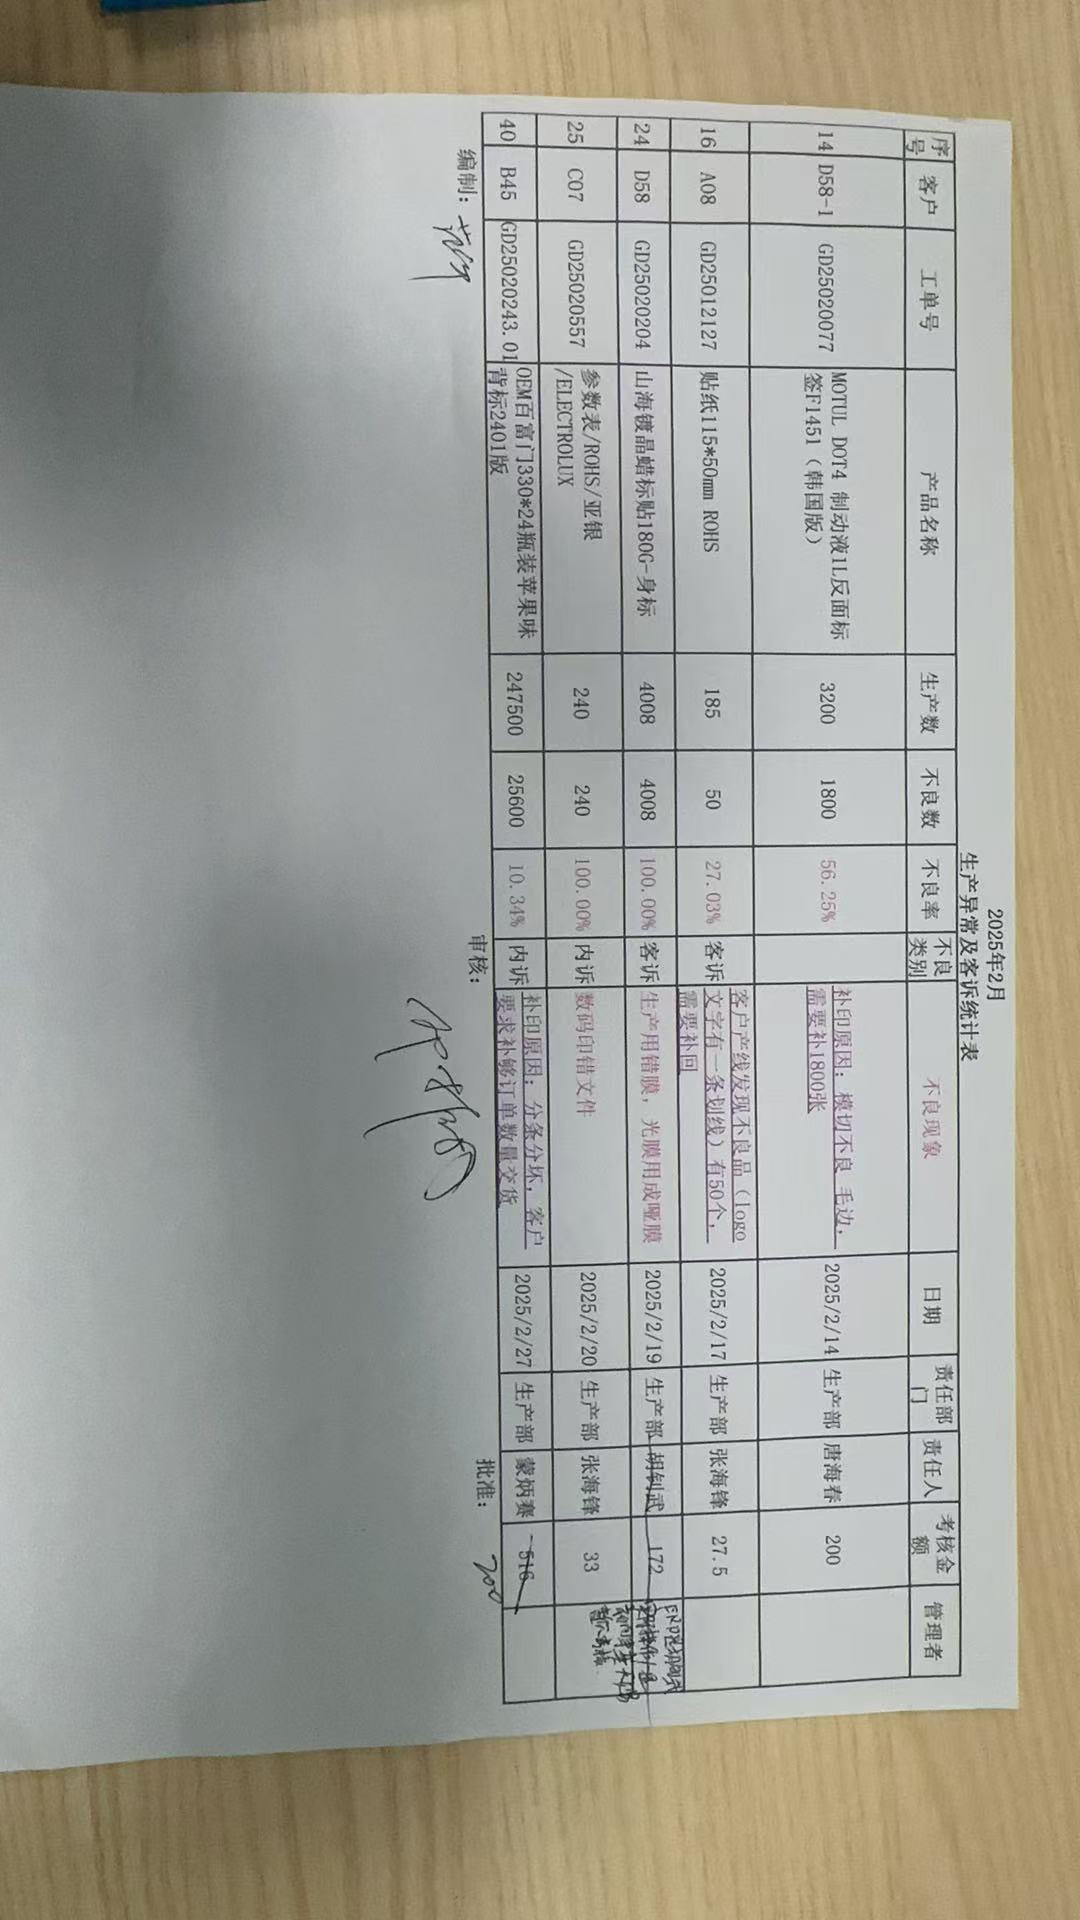 2025年2月
生产异常及客诉统计表
序号 客户 工单号 产品名称 生产数 不良数 不良率 不良类别 不良现象 日期 责任部门 责任人 考核金额 管理者
14 D58-1 GD25020077 MOTUL DOT4 制动液1L反面标签F1451（韩国版） 3200 1800 56.25% 补印原因：模切不良 毛边，需要补1800张 2025/2/14 生产部 唐海春 200
16 A08 GD25012127 贴纸115*50mm ROHS 185 50 27.03% 客诉 客户产线发现不良品（logo文字有一条划线）有50个，需要补回 2025/2/17 生产部 张海锋 27.5
24 D58 GD25020204 山海镀晶蜡标贴180G-身标 4008 4008 100.00% 客诉 生产用错膜，光膜用成哑膜 2025/2/19 生产部 胡钊武 172
25 C07 GD25020557 参数表/ROHS/亚银/ELECTROLUX 240 240 100.00% 内诉 数码印错文件 2025/2/20 生产部 张海锋 33
40 B45 GD25020243.01 OEM百富门330*24瓶装苹果味背标2401版 247500 25600 10.34% 内诉 补印原因：分条分坏，客户要求补够订单数量交货 2025/2/27 生产部 蒙炳赛 516
200
编制： 审核： 批准：